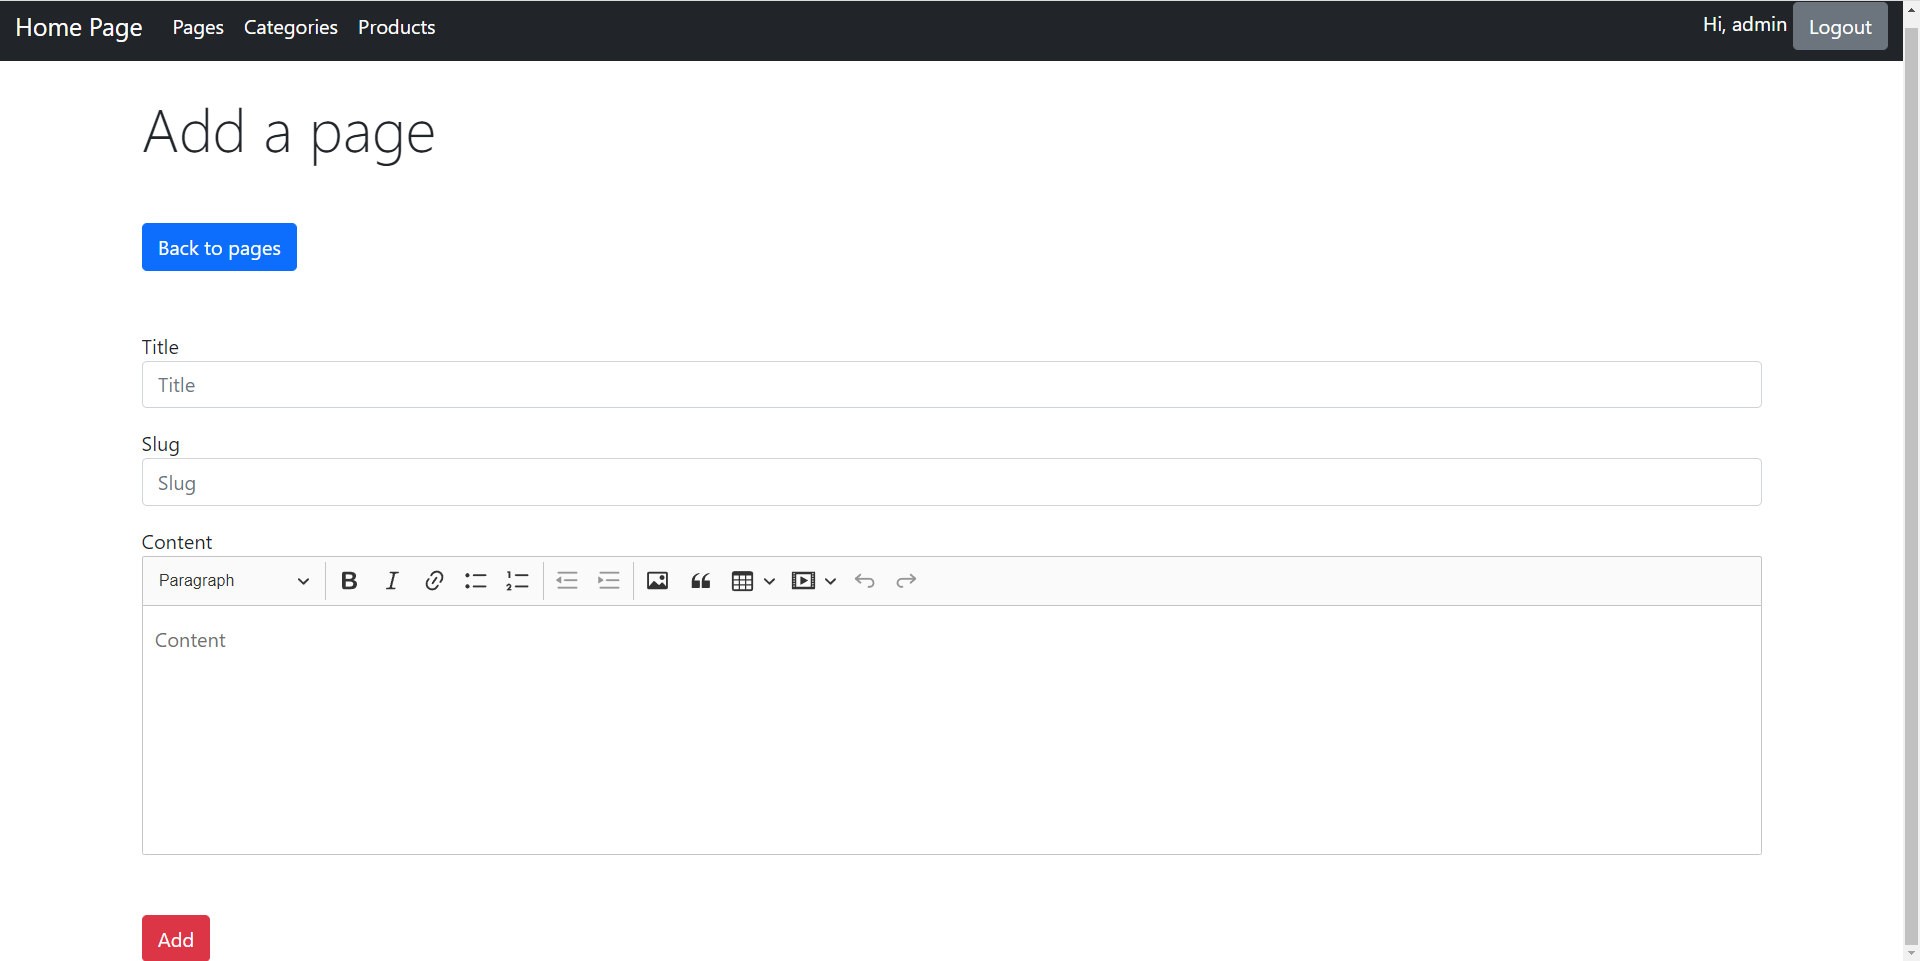 Home Page Pages Categories Products Hi, admin Logout
Add a page
Back to pages
Title
Title
Slug
Slug
Content
Paragraph
Content
Add